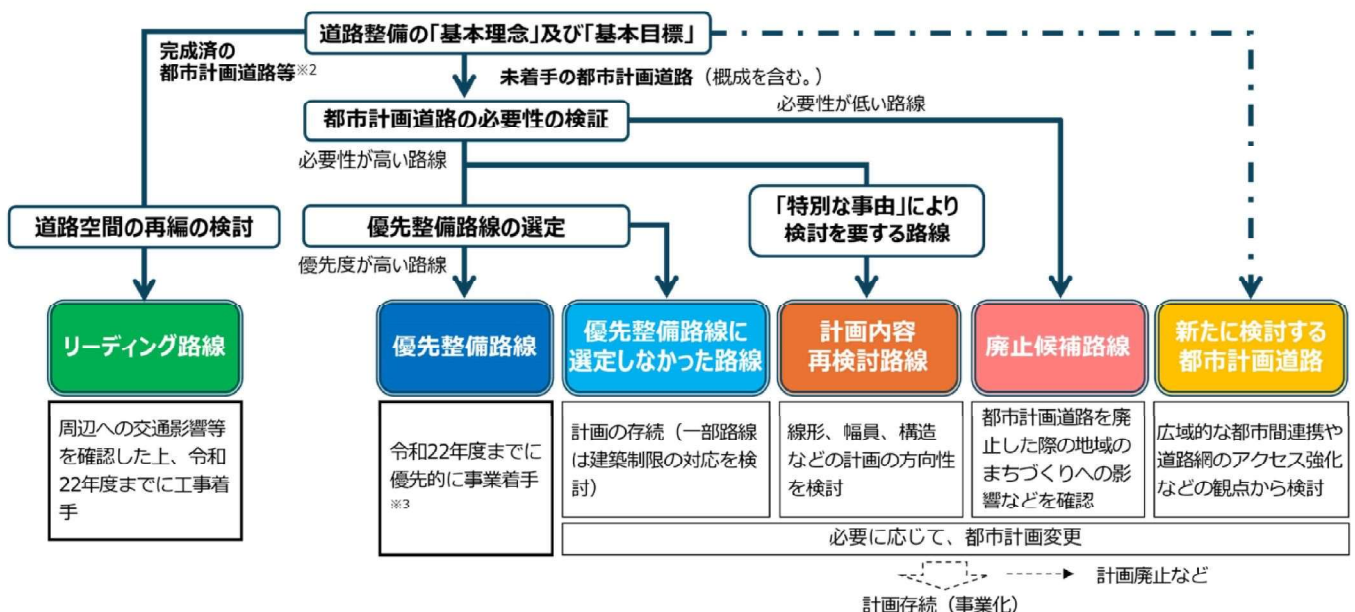 道路整備の「基本理念」及び「基本目標」
完成済の
都市計画道路等※2
未着手の都市計画道路（概成を含む。）
必要性が低い路線
都市計画道路の必要性の検証
必要性が高い路線
道路空間の再編の検討
優先整備路線の選定
「特別な事由」により
検討を要する路線
優先度が高い路線
リーディング路線
優先整備路線
優先整備路線に
選定しなかった路線
計画内容
再検討路線
廃止候補路線
新たに検討する
都市計画道路
周辺への交通影響等
を確認した上、令和
22年度までに工事着
手
令和22年度までに
優先的に事業着手
※3
計画の存続（一部路線
は建築制限の対応を検
討）
線形、幅員、構造
などの計画の方向性
を検討
都市計画道路を廃
止した際の地域の
まちづくりへの影
響などを確認
広域的な都市間連携や
道路網のアクセス強化
などの観点から検討
必要に応じて、都市計画変更
計画廃止など
計画存続（事業化）